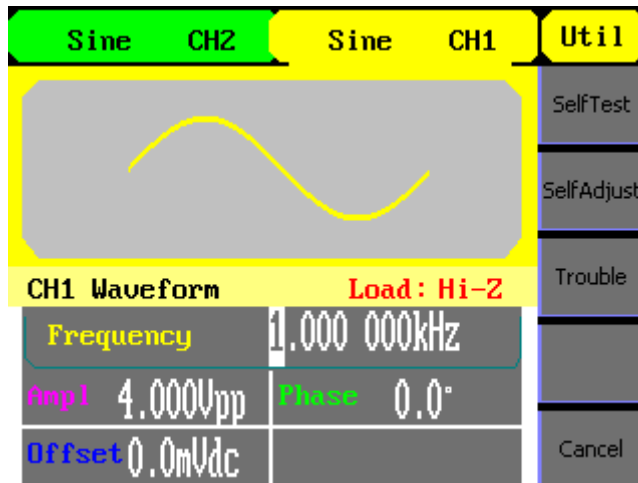 Sine CH2 Sine CH1 Util
SelfTest
SelfAdjust
Trouble
CH1 Waveform Load: Hi-Z
Frequency 1.000 000kHz
Ampl 4.000Vpp Phase 0.0°
Offset 0.0mVdc
Cancel